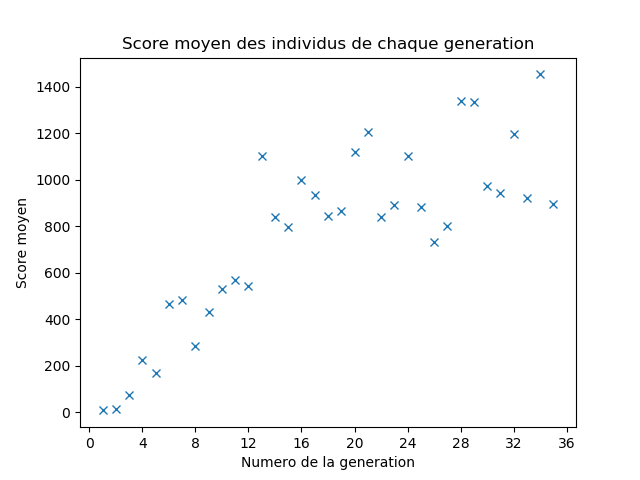 Score moyen des individus de chaque generation
1400
1200
1000
800
600
400
200
0
Score moyen
0 4 8 12 16 20 24 28 32 36
Numero de la generation